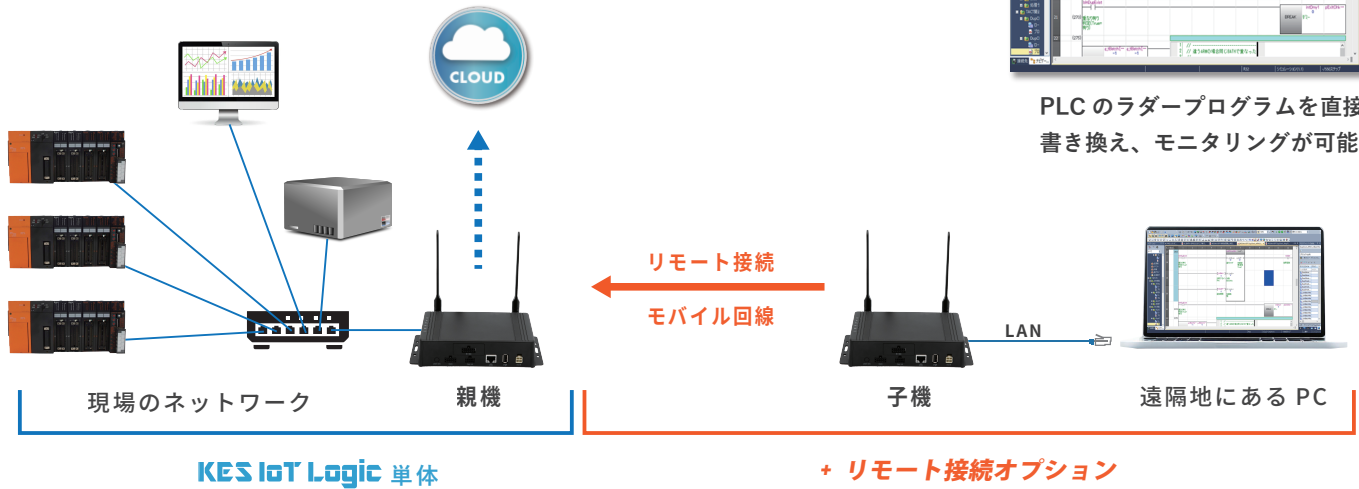 CLOUD
PLC のラダープログラムを直接
書き換え、モニタリングが可能
リモート接続
モバイル回線
LAN
現場のネットワーク
親機
子機
遠隔地にある PC
KES IoT Logic 単体
+ リモート接続オプション